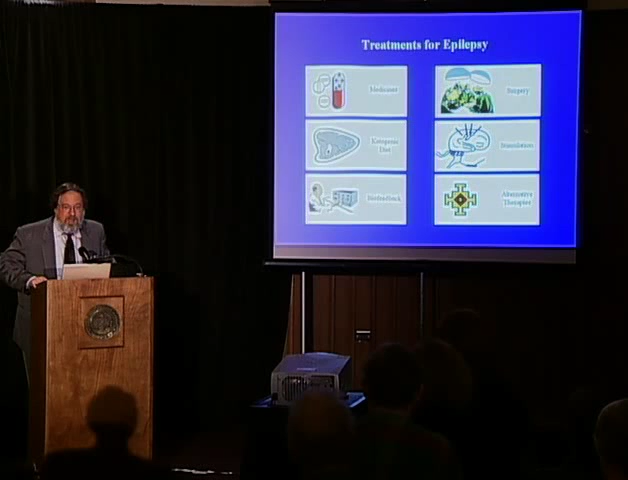 Treatments for Epilepsy
Medicines
Surgery
Ketogenic
Diet
Stimulation
Biofeedback
Alternative
Therapies